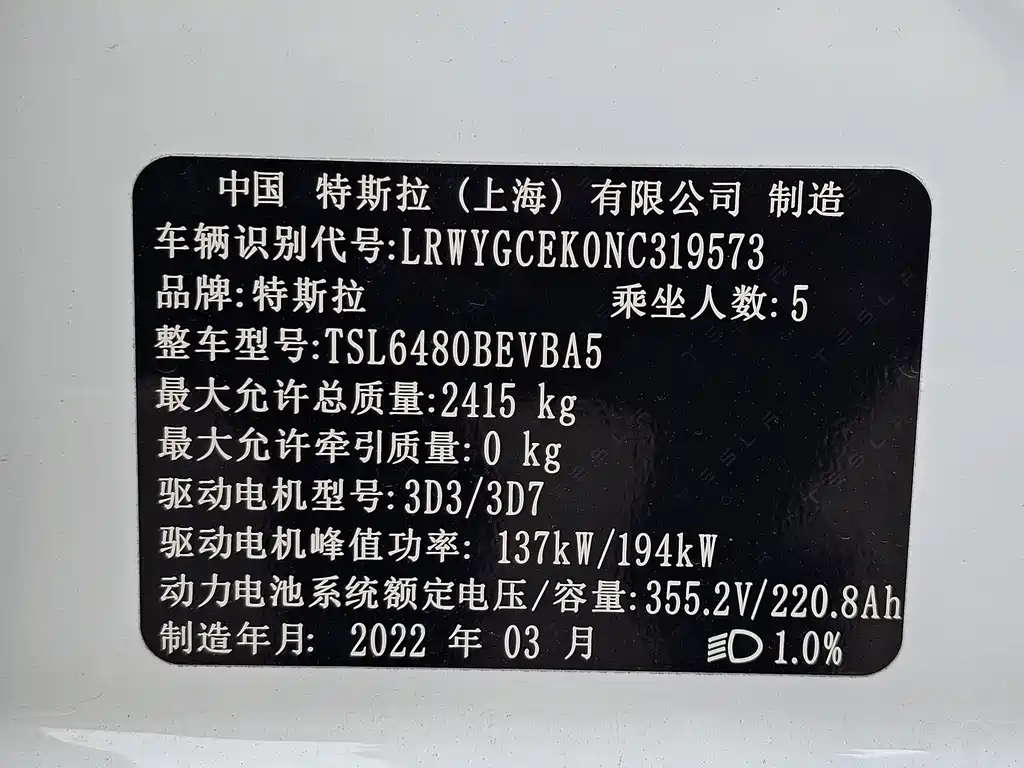 中国 特斯拉(上海)有限公司 制造
车辆识别代号:LRWYGCEK0NC319573
品牌:特斯拉 乘坐人数:5
整车型号:TSL6480BEVBA5
最大允许总质量:2415 kg
最大允许牵引质量:0 kg
驱动电机型号:3D3/3D7
驱动电机峰值功率: 137kW/194kW
动力电池系统额定电压/容量:355.2V/220.8Ah
制造年月: 2022 年 03 月 1.0%